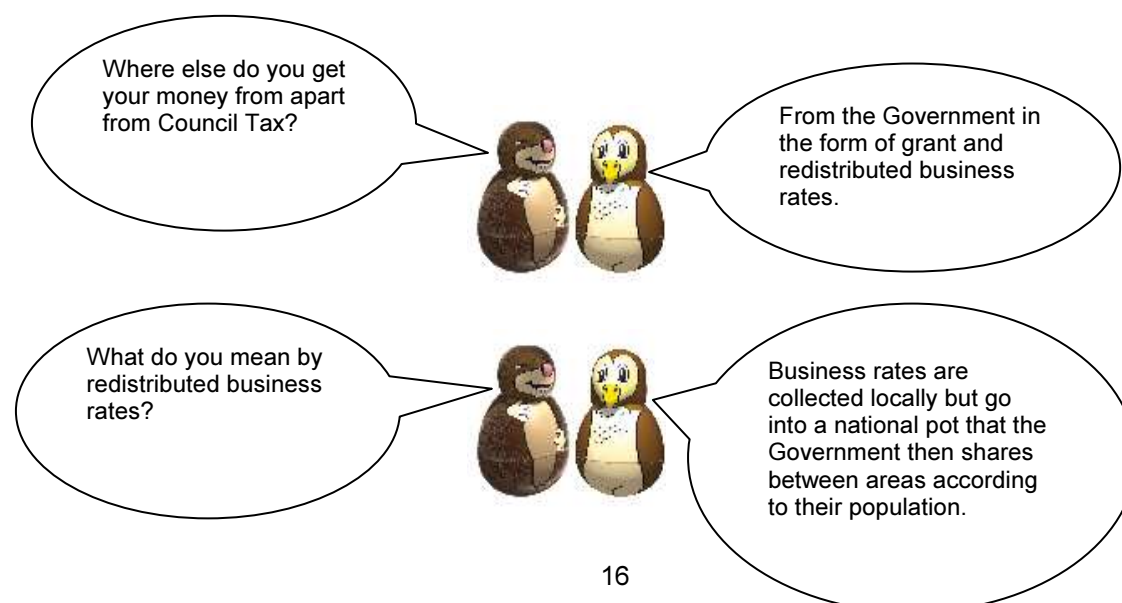 Where else do you get
your money from apart
from Council Tax?
From the Government in
the form of grant and
redistributed business
rates.
What do you mean by
redistributed business
rates?
Business rates are
collected locally but go
into a national pot that the
Government then shares
between areas according
to their population.
16